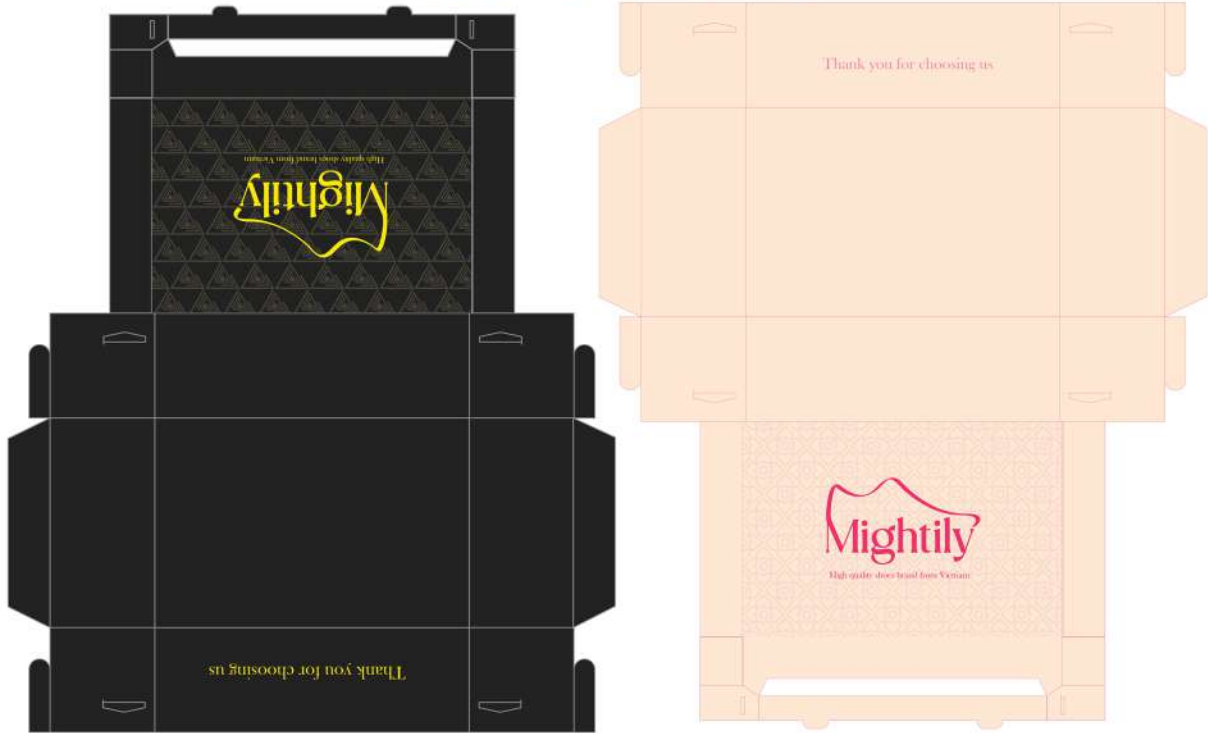 High quality shoes brand from Vietnam
Mightily
Thank you for choosing us
Thank you for choosing us
Mightily
High quality shoes brand from Vietnam